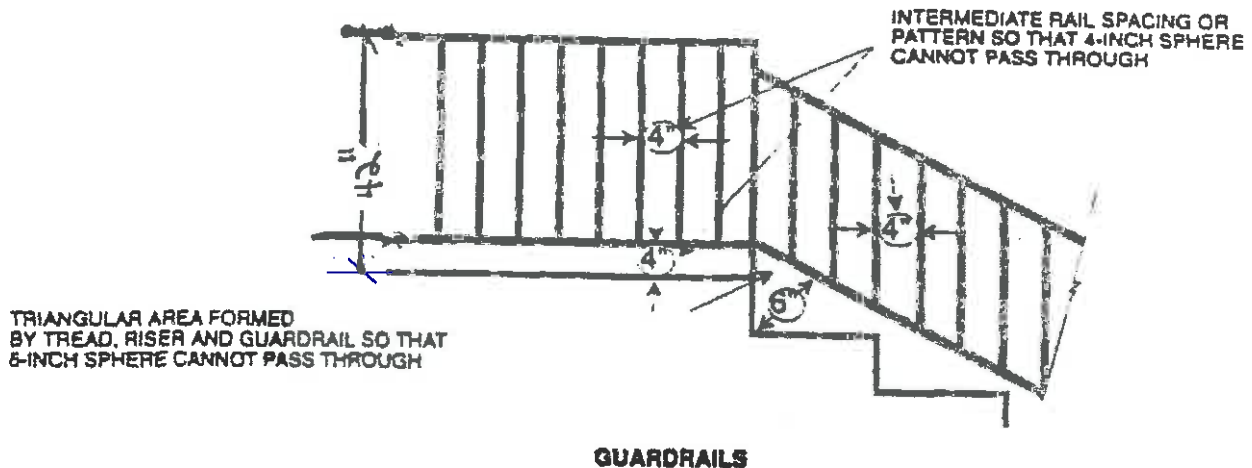 INTERMEDIATE RAIL SPACING OR
PATTERN SO THAT 4-INCH SPHERE
CANNOT PASS THROUGH
4"
42"
4"
4"
6"
TRIANGULAR AREA FORMED
BY TREAD, RISER AND GUARDRAIL SO THAT
6-INCH SPHERE CANNOT PASS THROUGH
GUARDRAILS